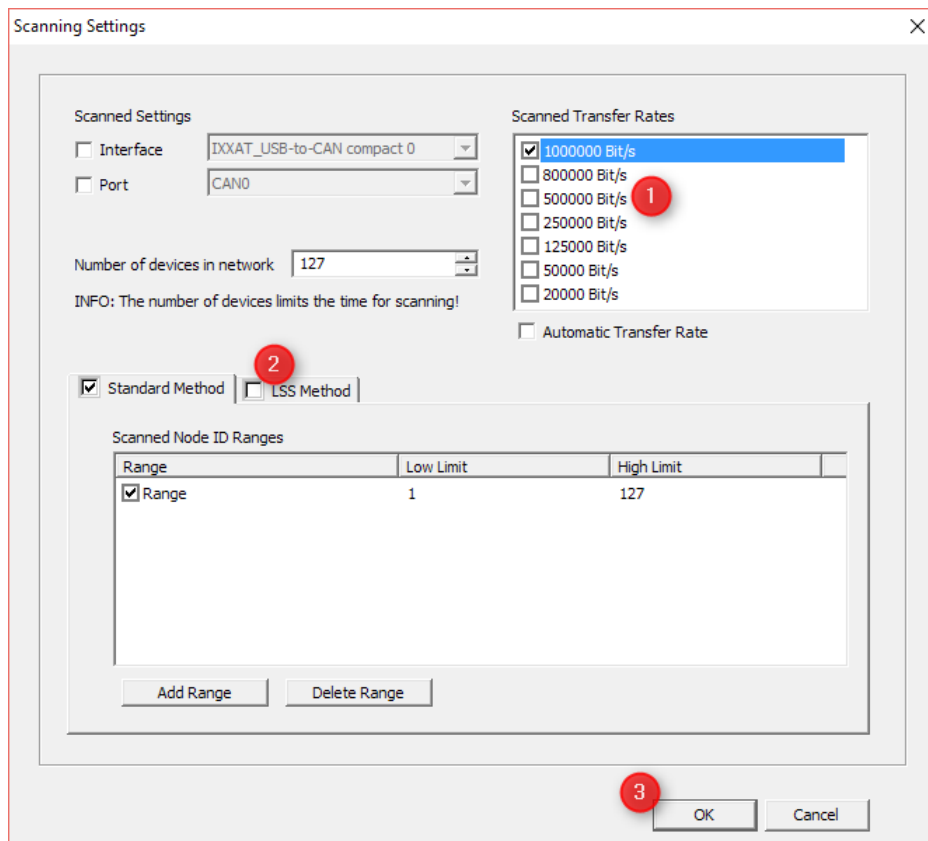 Scanning Settings
Scanned Settings
Interface IXXAT_USB-to-CAN compact 0
Port CAN0
Number of devices in network 127
INFO: The number of devices limits the time for scanning!
Scanned Transfer Rates
1000000 Bit/s
800000 Bit/s
500000 Bit/s
1
250000 Bit/s
125000 Bit/s
50000 Bit/s
20000 Bit/s
Automatic Transfer Rate
2
Standard Method LSS Method
Scanned Node ID Ranges
Range Low Limit High Limit
Range 1 127
Add Range Delete Range
3
OK Cancel